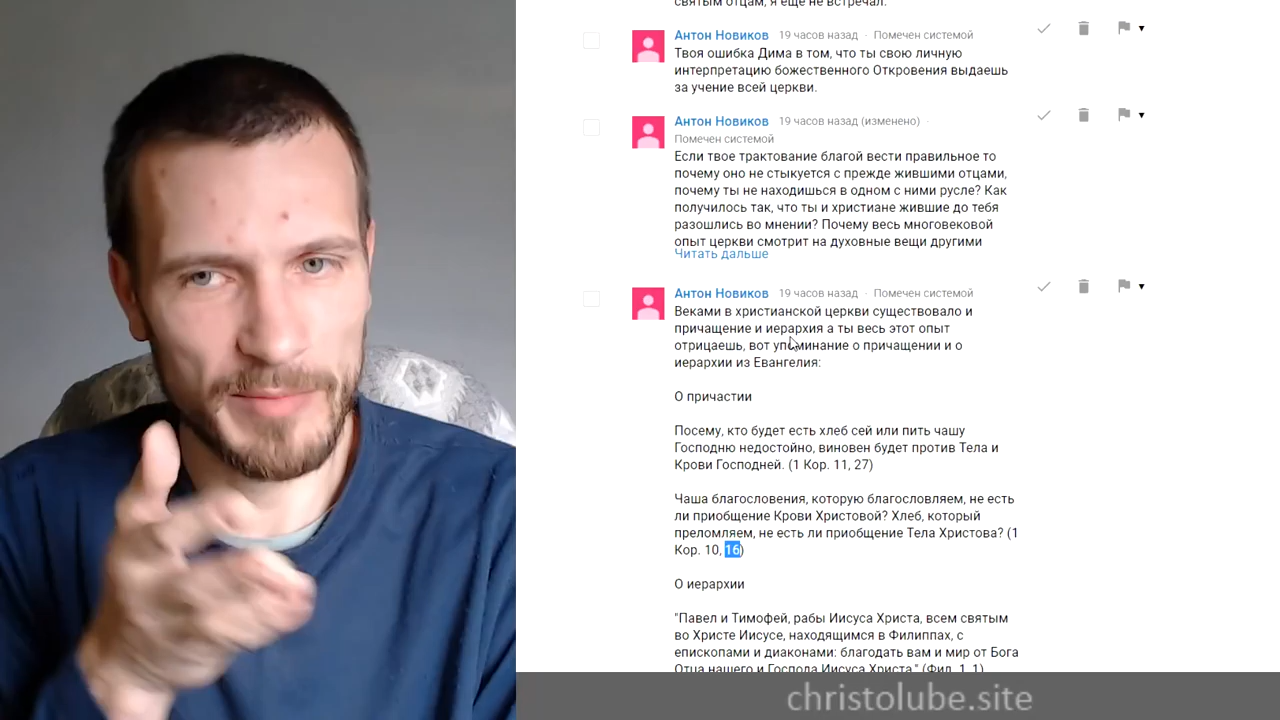 святым отцам, я еще не встречал.
Антон Новиков 19 часов назад · Помечен системой
Твоя ошибка Дима в том, что ты свою личную
интерпретацию божественного Откровения выдаешь
за учение всей церкви.
Антон Новиков 19 часов назад (изменено) ·
Помечен системой
Если твое трактование благой вести правильное то
почему оно не стыкуется с прежде жившими отцами,
почему ты не находишься в одном с ними русле? Как
получилось так, что ты и христиане жившие до тебя
разошлись во мнении? Почему весь многовековой
опыт церкви смотрит на духовные вещи другими
Читать дальше
Антон Новиков 19 часов назад · Помечен системой
Веками в христианской церкви существовало и
причащение и иерархия а ты весь этот опыт
отрицаешь, вот упоминание о причащении и о
иерархии из Евангелия:
О причастии
Посему, кто будет есть хлеб сей или пить чашу
Господню недостойно, виновен будет против Тела и
Крови Господней. (1 Кор. 11, 27)
Чаша благословения, которую благословляем, не есть
ли приобщение Крови Христовой? Хлеб, который
преломляем, не есть ли приобщение Тела Христова? (1
Кор. 10, 16)
О иерархии
"Павел и Тимофей, рабы Иисуса Христа, всем святым
во Христе Иисусе, находящимся в Филиппах, с
епископами и диаконами: благодать вам и мир от Бога
Отца нашего и Господа Иисуса Христа." (Фил. 1, 1)
christolube.site